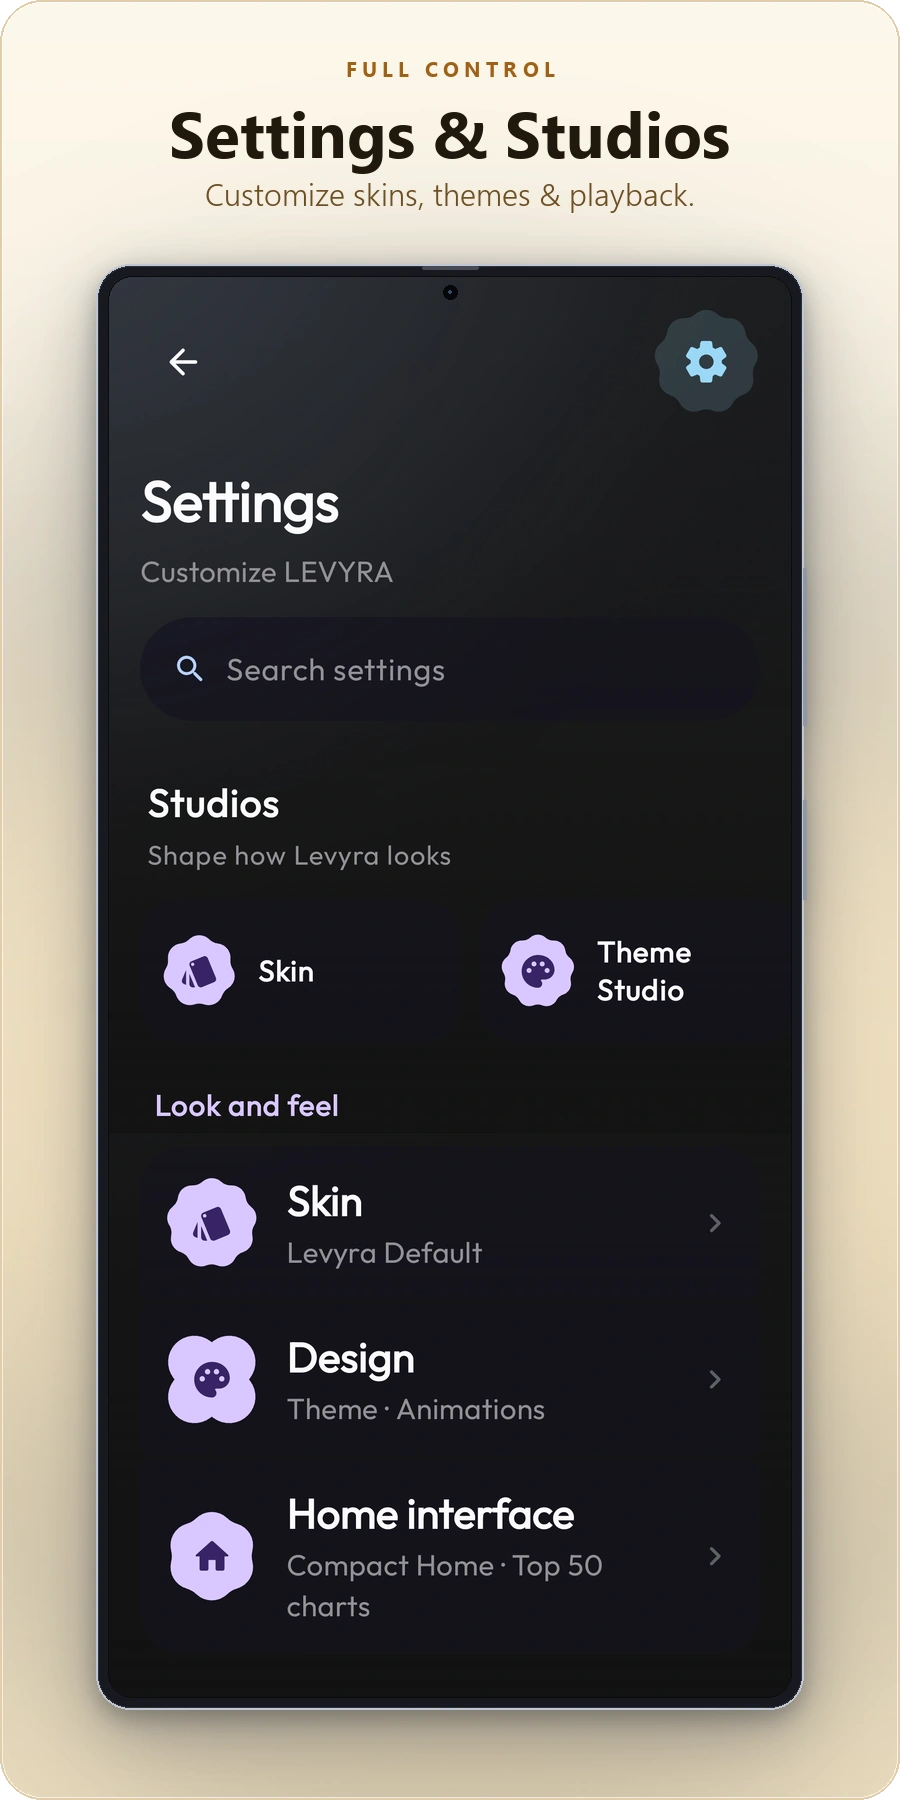 FULL CONTROL
Settings & Studios
Customize skins, themes & playback.
Settings
Customize LEVYRA
Search settings
Studios
Shape how Levyra looks
Skin
Theme
Studio
Look and feel
Skin
Levyra Default
Design
Theme · Animations
Home interface
Compact Home · Top 50
charts